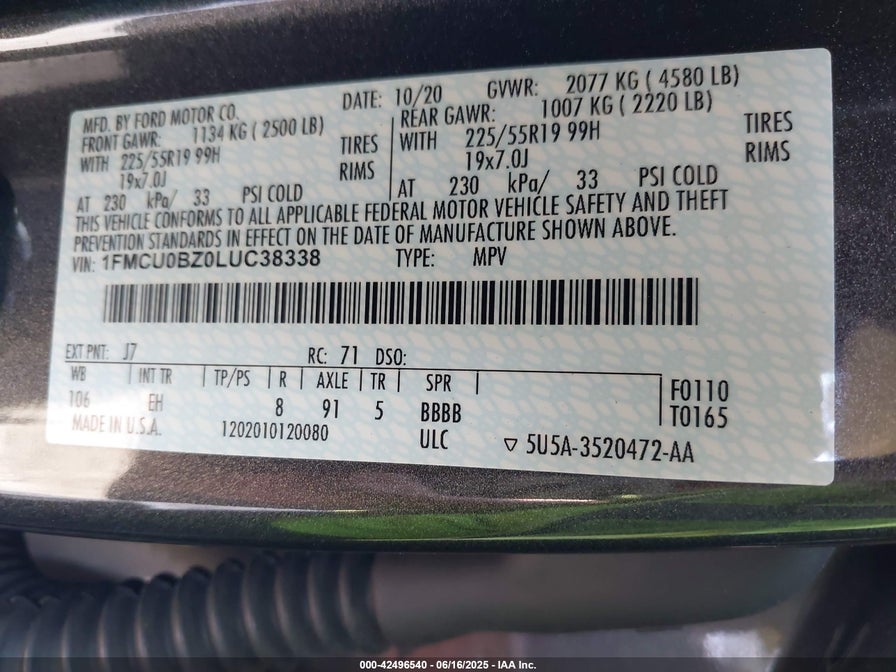 MFD. BY FORD MOTOR CO. DATE: 10/20 GVWR: 2077 KG ( 4580 LB)
FRONT GAWR: 1134 KG ( 2500 LB) REAR GAWR: 1007 KG ( 2220 LB)
WITH 225/55R19 99H TIRES WITH 225/55R19 99H TIRES
19x7.0J RIMS 19x7.0J RIMS
AT 230 kPa/ 33 PSI COLD AT 230 kPa/ 33 PSI COLD
THIS VEHICLE CONFORMS TO ALL APPLICABLE FEDERAL MOTOR VEHICLE SAFETY AND THEFT
PREVENTION STANDARDS IN EFFECT ON THE DATE OF MANUFACTURE SHOWN ABOVE.
VIN: 1FMCU0BZ0LUC38338 TYPE: MPV
EXT PNT: J7 RC: 71 DSO:
WB INT TR TP/PS R AXLE TR SPR F0110
106 EH 8 91 5 BBBB T0165
MADE IN U.S.A. 1202010120080 ULC ▽ 5U5A-3520472-AA
000-42496540 - 06/16/2025 - IAA Inc.